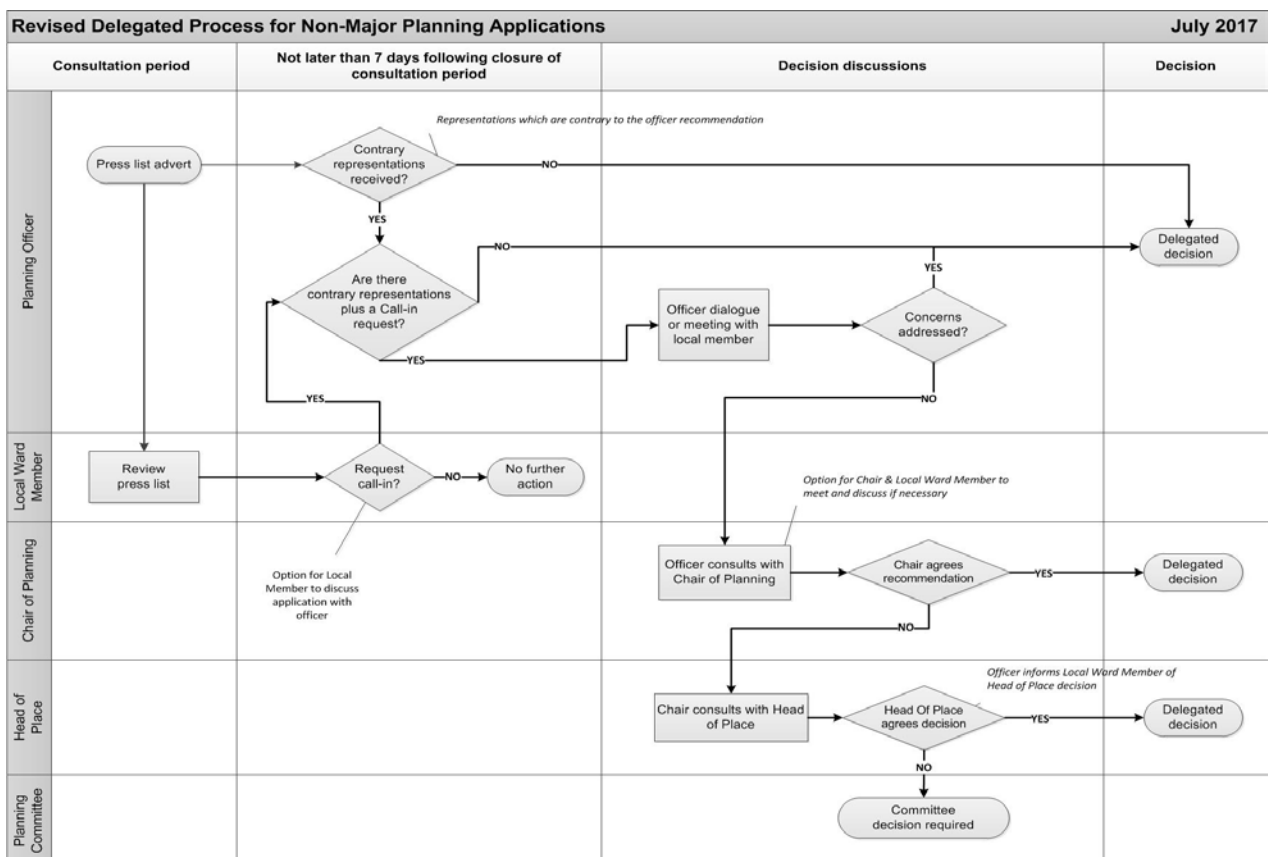 Revised Delegated Process for Non-Major Planning Applications
July 2017
Consultation period
Not later than 7 days following closure of
consultation period
Decision discussions
Decision
Planning Officer
Representations which are contrary to the officer recommendation
Press list advert
Contrary
representations
received?
NO
YES
Are there
contrary representations
plus a Call-in
request?
NO
YES
Officer dialogue
or meeting with
local member
Concerns
addressed?
YES
NO
Delegated
decision
YES
Local Ward
Member
Review
press list
Request
call-in?
NO
No further
action
Option for Local
Member to discuss
application with
officer
Option for Chair & Local Ward Member to
meet and discuss if necessary
Chair of Planning
Officer consults with
Chair of Planning
Chair agrees
recommendation
YES
Delegated
decision
NO
Head of
Place
Officer informs Local Ward Member of
Head of Place decision
Chair consults with Head
of Place
Head Of Place
agrees decision
YES
Delegated
decision
NO
Planning
Committee
Committee
decision required